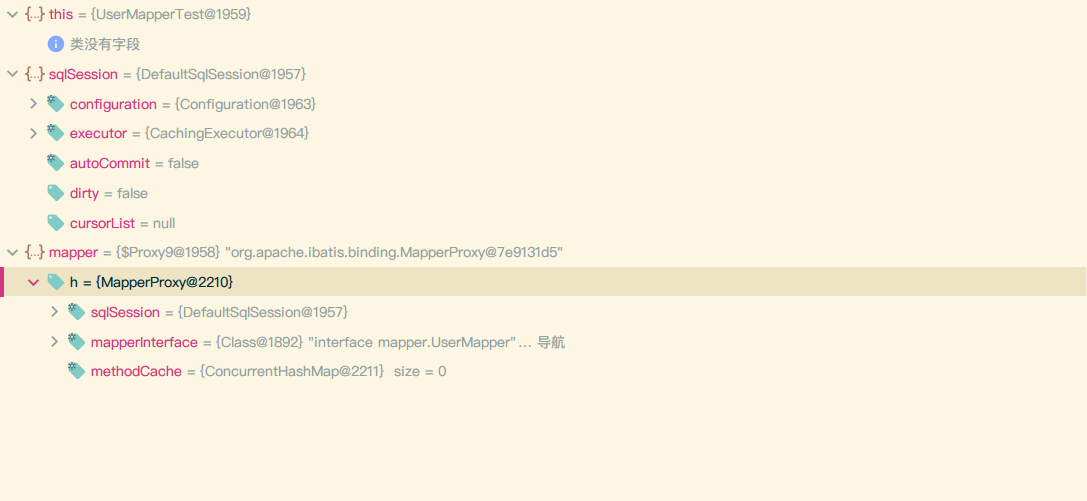 {...} this = {UserMapperTest@1959}
类没有字段
{...} sqlSession = {DefaultSqlSession@1957}
configuration = {Configuration@1963}
executor = {CachingExecutor@1964}
autoCommit = false
dirty = false
cursorList = null
{...} mapper = {$Proxy9@1958} "org.apache.ibatis.binding.MapperProxy@7e9131d5"
h = {MapperProxy@2210}
sqlSession = {DefaultSqlSession@1957}
mapperInterface = {Class@1892} "interface mapper.UserMapper"... 导航
methodCache = {ConcurrentHashMap@2211} size = 0